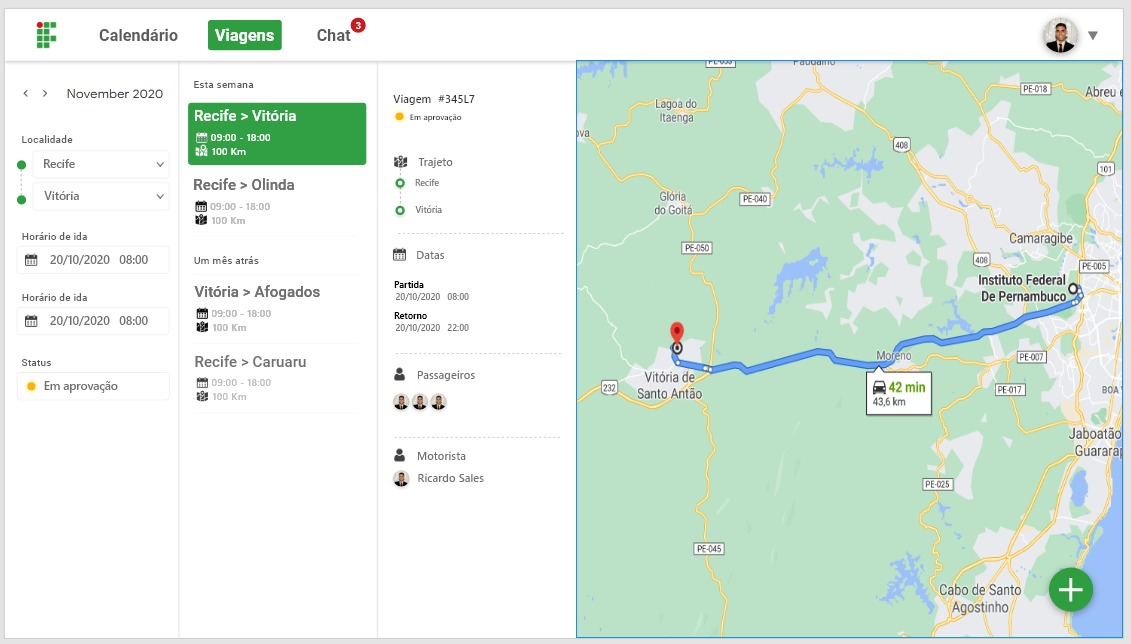 Calendário
Viagens
Chat
3
November 2020
Localidade
Recife
Vitória
Horário de ida
20/10/2020 08:00
Horário de ida
20/10/2020 08:00
Status
Em aprovação
Esta semana
Recife > Vitória
09:00 - 18:00
100 Km
Recife > Olinda
09:00 - 18:00
100 Km
Um mês atrás
Vitória > Afogados
09:00 - 18:00
100 Km
Recife > Caruaru
09:00 - 18:00
100 Km
Viagem #345L7
Em aprovação
Trajeto
Recife
Vitória
Datas
Partida
20/10/2020 08:00
Retorno
20/10/2020 22:00
Passageiros
Motorista
Ricardo Sales
Paudalho
PE-018
Abreu e
Lagoa do
Itaenga
ova
408
101
Glória
do Goitá
PE-040
Camaragibe
PE-050
408
PE-005
Instituto Federal
De Pernambuco
Moreno
PE-007
Vitória de
Santo Antão
232
42 min
43,6 km
PE-017
BOA
Jaboatão
Guararap
PE-025
PE-045
Cabo de Santo
Agostinho